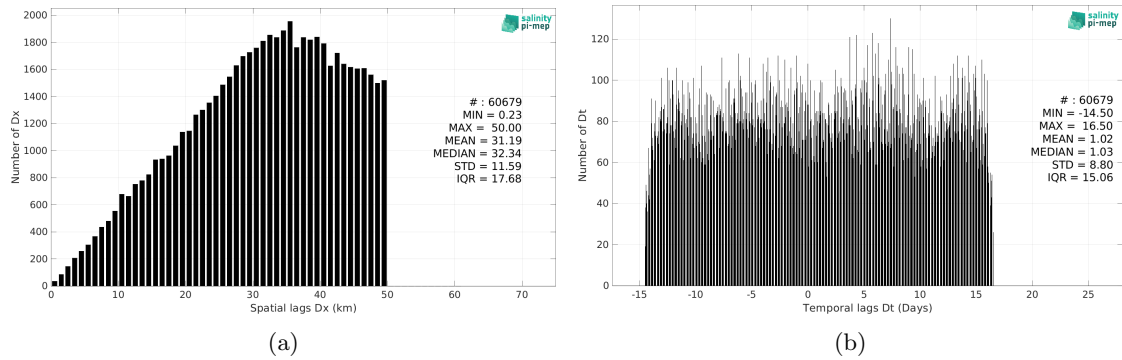 2000
1800
1600
1400
1200
1000
800
600
400
200
0
Number of Dx
salinity
pi-mep
# : 60679
MIN = 0.23
MAX = 50.00
MEAN = 31.19
MEDIAN = 32.34
STD = 11.59
IQR = 17.68
0 10 20 30 40 50 60 70
Spatial lags Dx (km)
(a)
120
100
80
60
40
20
0
Number of Dt
salinity
pi-mep
# : 60679
MIN = -14.50
MAX = 16.50
MEAN = 1.02
MEDIAN = 1.03
STD = 8.80
IQR = 15.06
-15 -10 -5 0 5 10 15 20 25
Temporal lags Dt (Days)
(b)